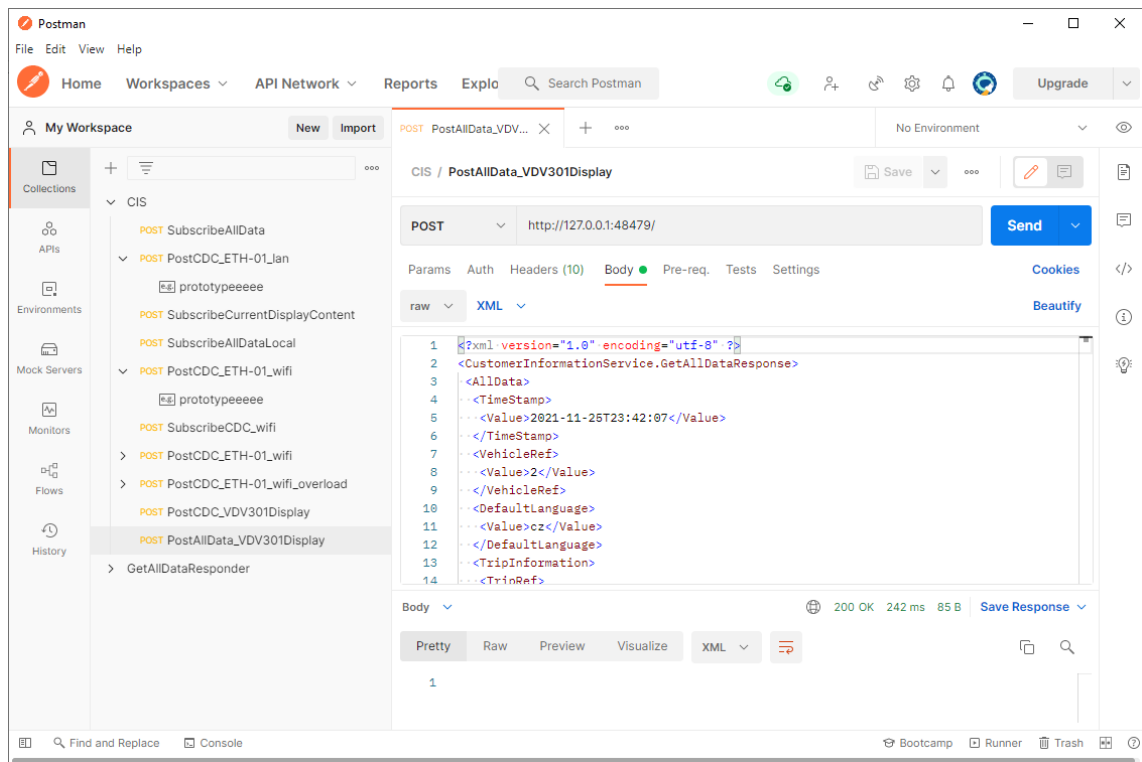 Postman
File Edit View Help
Home Workspaces API Network Reports Explo Search Postman Upgrade
My Workspace New Import POST PostAllData_VDV... No Environment
Collections
APIs
Environments
Mock Servers
Monitors
Flows
History
CIS
POST SubscribeAllData
POST PostCDC_ETH-01_lan
e.g. prototypeeeee
POST SubscribeCurrentDisplayContent
POST SubscribeAllDataLocal
POST PostCDC_ETH-01_wifi
e.g. prototypeeeee
POST SubscribeCDC_wifi
POST PostCDC_ETH-01_wifi
POST PostCDC_ETH-01_wifi_overload
POST PostCDC_VDV301Display
POST PostAllData_VDV301Display
GetAllDataResponder
CIS / PostAllData_VDV301Display Save
POST http://127.0.0.1:48479/ Send
Params Auth Headers (10) Body Pre-req. Tests Settings Cookies
raw XML Beautify
1 <?xml version="1.0" encoding="utf-8" ?>
2 <CustomerInformationService.GetAllDataResponse>
3 <AllData>
4 <TimeStamp>
5 <Value>2021-11-25T23:42:07</Value>
6 </TimeStamp>
7 <VehicleRef>
8 <Value>2</Value>
9 </VehicleRef>
10 <DefaultLanguage>
11 <Value>cz</Value>
12 </DefaultLanguage>
13 <TripInformation>
14 <TripRef>
Body 200 OK 242 ms 85 B Save Response
Pretty Raw Preview Visualize XML
1
Find and Replace Console Bootcamp Runner Trash